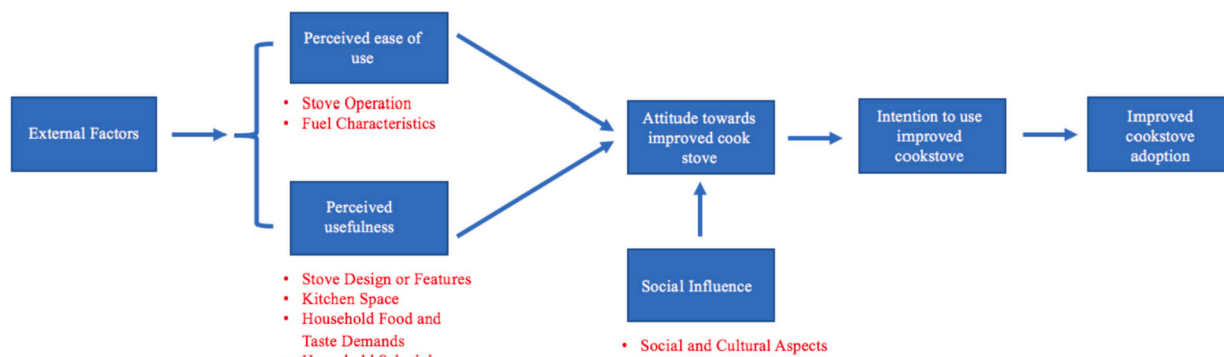 External Factors
Perceived ease of
use
• Stove Operation
• Fuel Characteristics
Perceived
usefulness
• Stove Design or Features
• Kitchen Space
• Household Food and
Taste Demands
Attitude towards
improved cook
stove
Social Influence
• Social and Cultural Aspects
Intention to use
improved
cookstove
Improved
cookstove
adoption